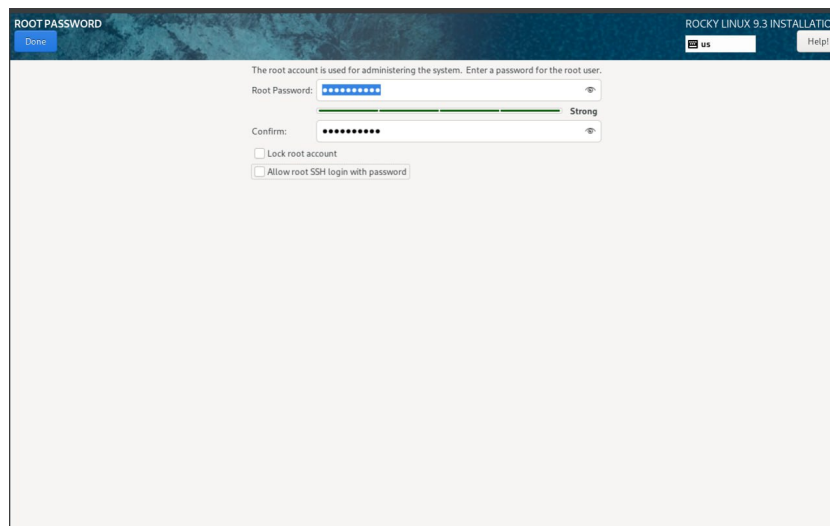 ROOT PASSWORD
ROCKY LINUX 9.3 INSTALLATIO
Done
us
Help!
The root account is used for administering the system. Enter a password for the root user.
Root Password: ●●●●●●●●●●
Strong
Confirm: ●●●●●●●●●●
Lock root account
Allow root SSH login with password